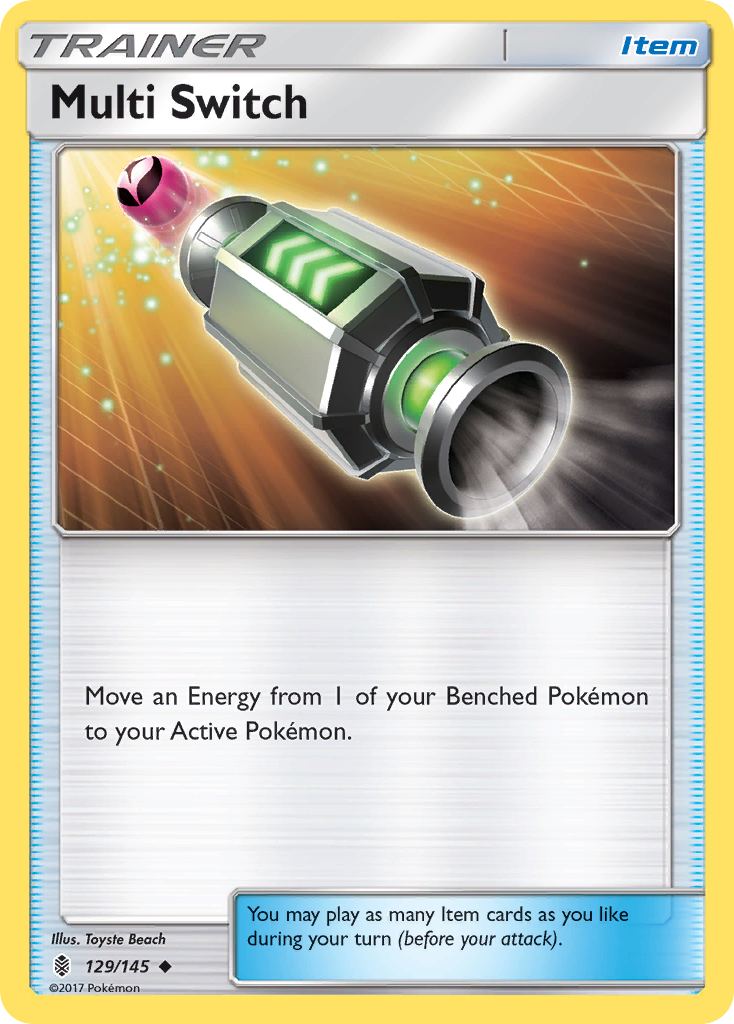 TRAINER
Item
Multi Switch
Move an Energy from 1 of your Benched Pokémon
to your Active Pokémon.
You may play as many Item cards as you like
during your turn (before your attack).
Illus. Toyste Beach
129/145 ◆
©2017 Pokémon